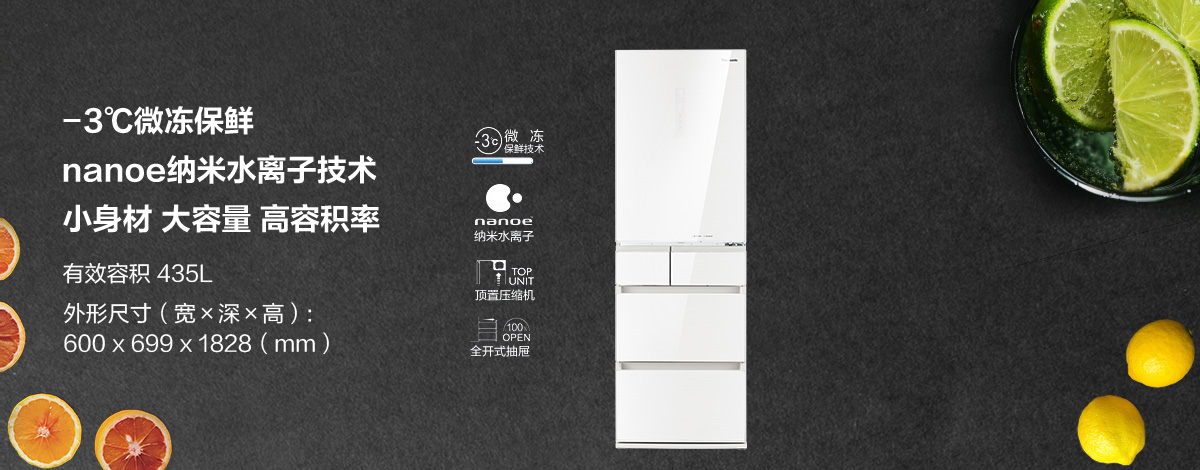 -3℃微冻保鲜
nanoe纳米水离子技术
小身材 大容量 高容积率
有效容积 435L
外形尺寸（宽×深×高）:
600 x 699 x 1828（mm）
-3℃ 微 冻
保鲜技术
nanoe
纳米水离子
TOP
UNIT
顶置压缩机
100%
OPEN
全开式抽屉
Panasonic